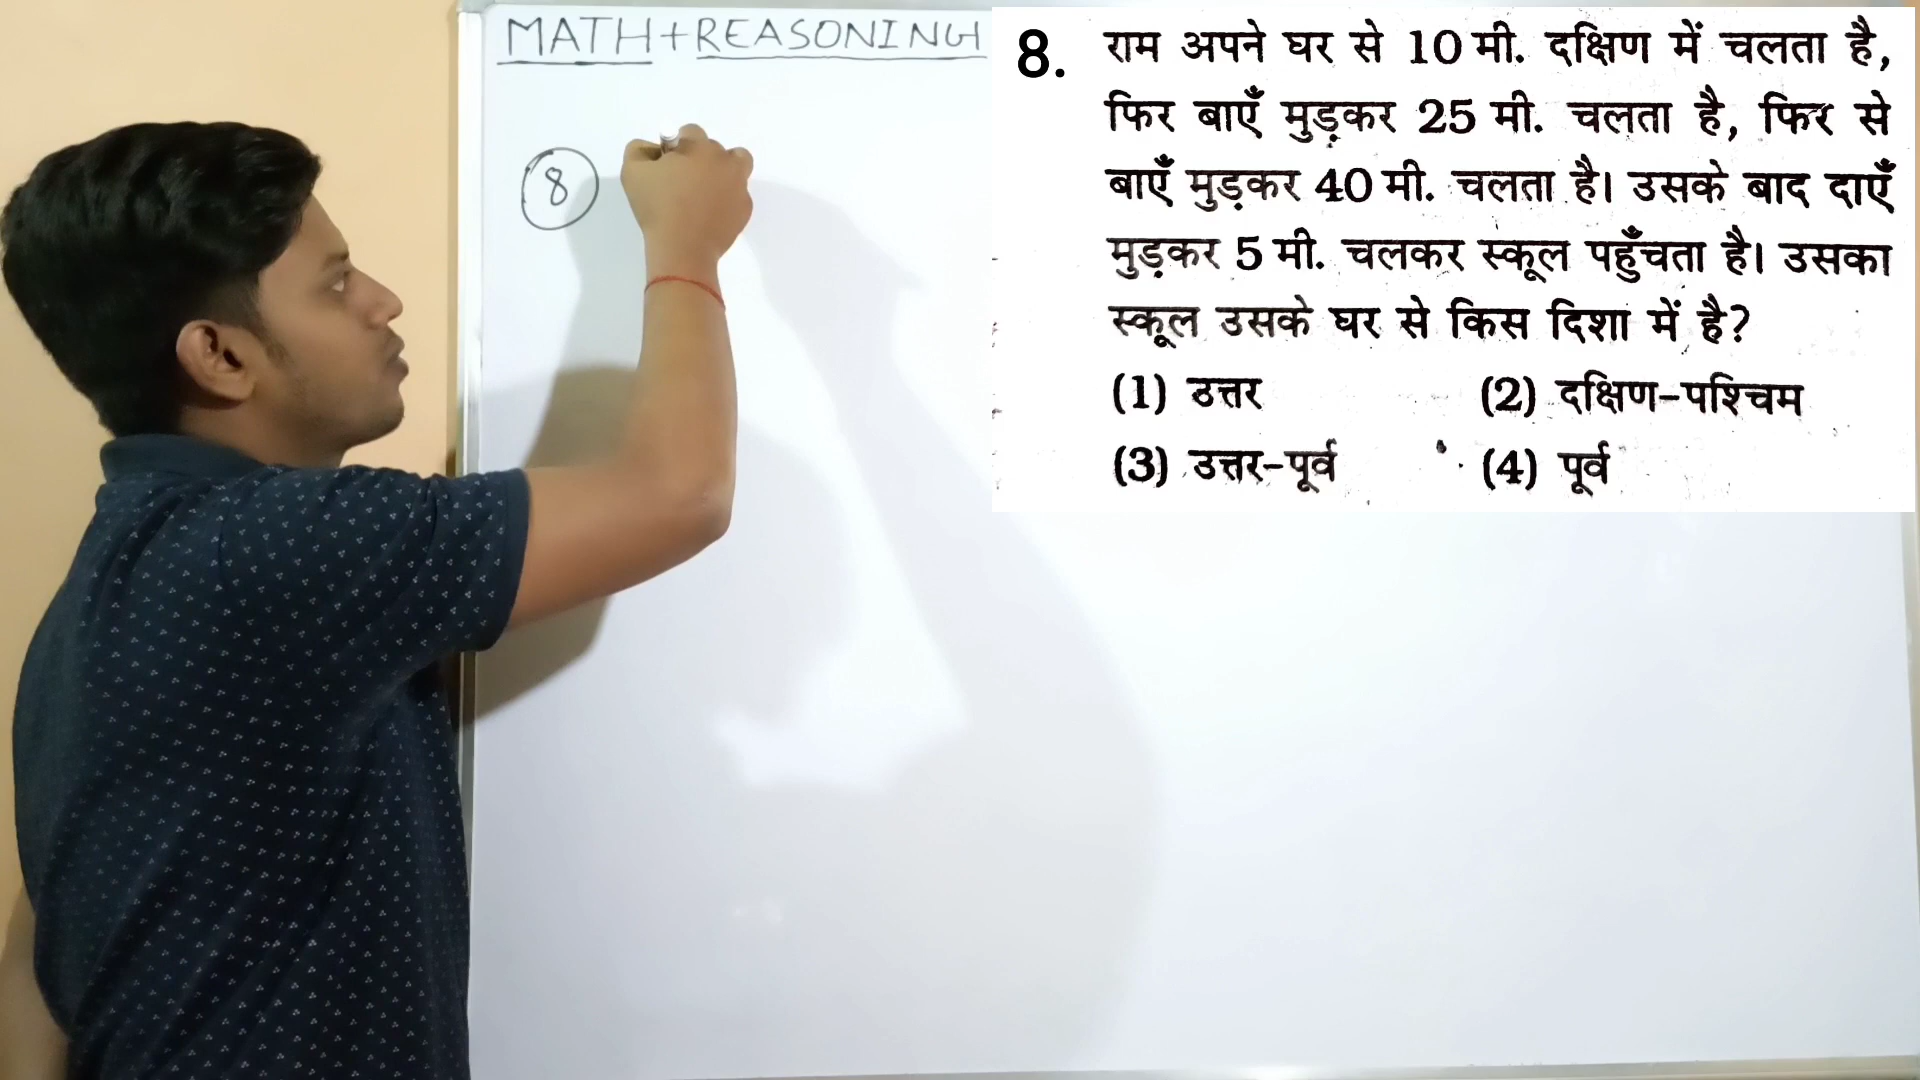 MATH+REASONING
8
8. राम अपने घर से 10 मी. दक्षिण में चलता है,
फिर बाएँ मुड़कर 25 मी. चलता है, फिर से
बाएँ मुड़कर 40 मी. चलता है। उसके बाद दाएँ
मुड़कर 5 मी. चलकर स्कूल पहुँचता है। उसका
स्कूल उसके घर से किस दिशा में है?
(1) उत्तर (2) दक्षिण-पश्चिम
(3) उत्तर-पूर्व (4) पूर्व